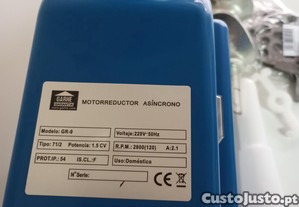 GARHE
MOTORREDUCTOR ASÍNCRONO
Modelo: GR-9
Voltaje: 220V· 50Hz
Tipo: 71/2 Potencia: 1.5 CV
R.P.M.: 2800(120) A:2.1
PROT.IP.: 54 IS.CL.:F
Uso: Doméstico
Nº Serie:
CustoJusto.pt